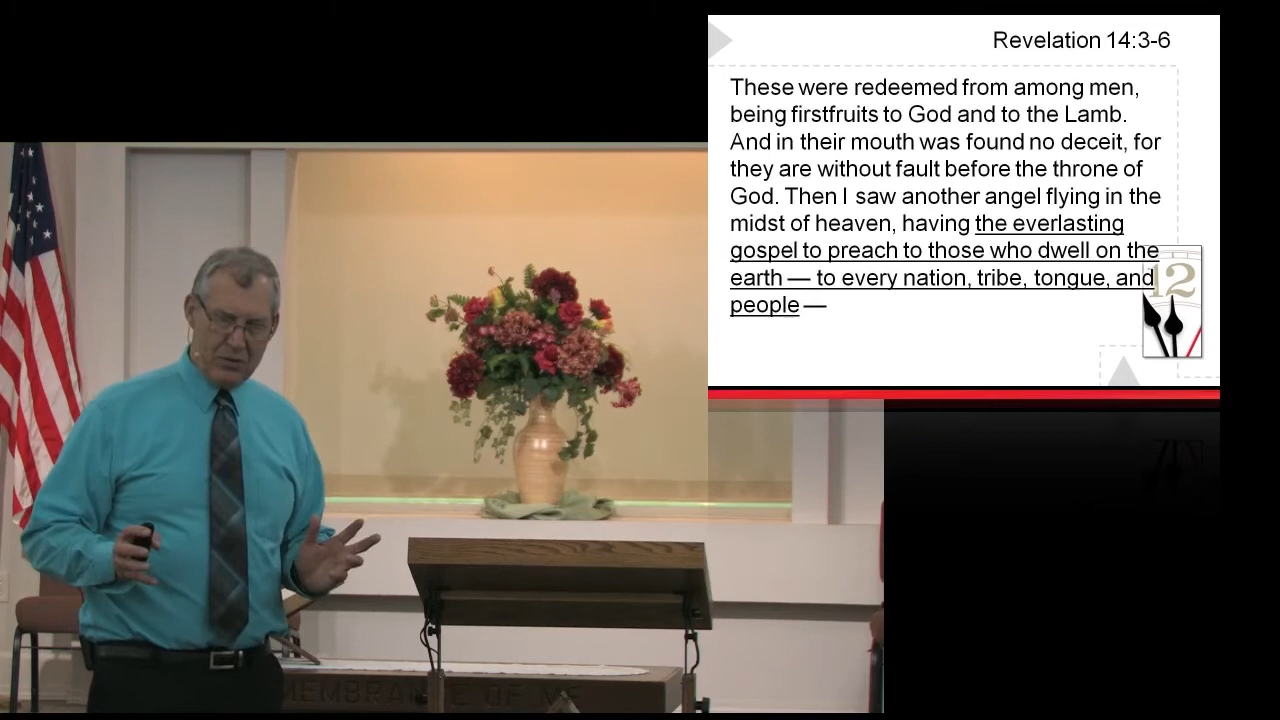 Revelation 14:3-6
These were redeemed from among men,
being firstfruits to God and to the Lamb.
And in their mouth was found no deceit, for
they are without fault before the throne of
God. Then I saw another angel flying in the
midst of heaven, having the everlasting
gospel to preach to those who dwell on the
earth — to every nation, tribe, tongue, and
people —
12
MEMBRANCE OF ME